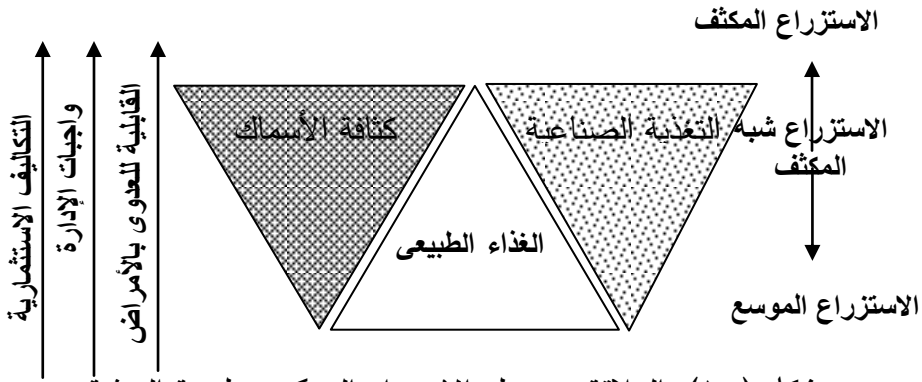 الاستزراع المكثف
الاستزراع شبه
المكثف
الاستزراع الموسع
التغذية الصناعية
الغذاء الطبيعى
كثافة الأسماك
القابلية للعدوى بالأمراض
واجبات الإدارة
التكاليف الاستثمارية